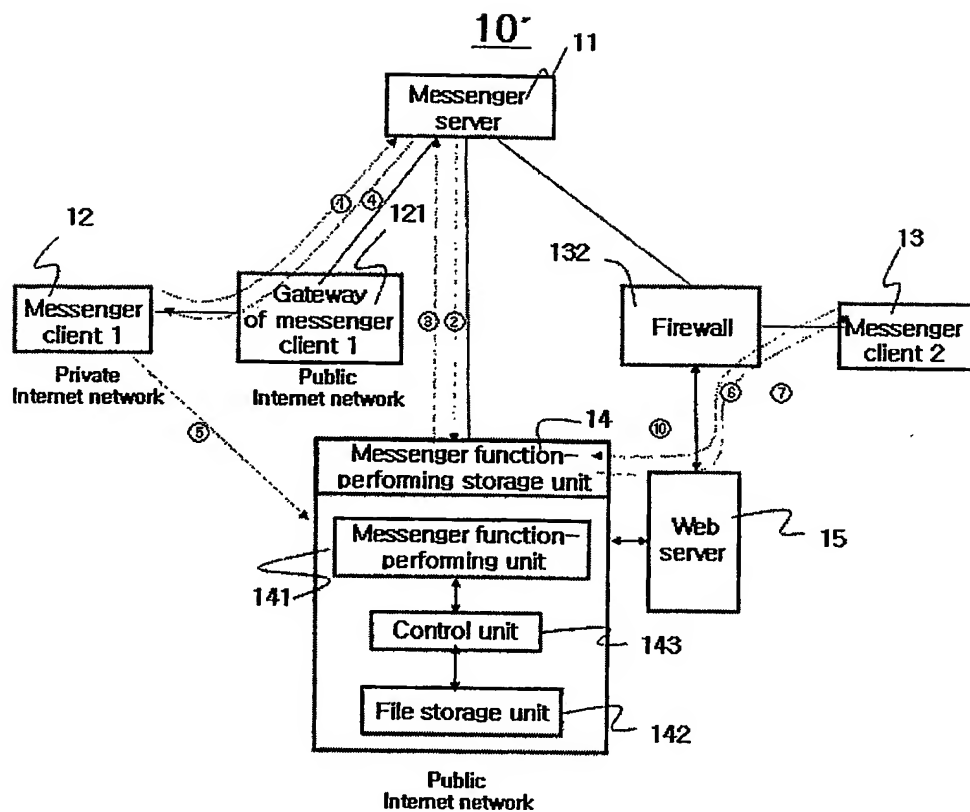 10'
11
Messenger
server
12
①
④
121
13
132
Messenger
client 1
Gateway
of messenger
client 1
③
②
Firewall
Messenger
client 2
Private
Internet network
Public
Internet network
⑥
⑦
⑤
14
⑩
Messenger function-
performing storage unit
Messenger function-
performing unit
Web
server
15
141
Control unit
143
File storage unit
142
Public
Internet network